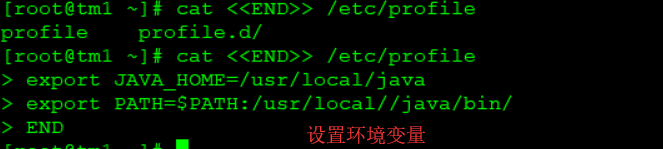 [root@tm1 ~]# cat <<END>> /etc/profile
profile    profile.d/
[root@tm1 ~]# cat <<END>> /etc/profile
> export JAVA_HOME=/usr/local/java
> export PATH=$PATH:/usr/local//java/bin/
> END
设置环境变量
[root@tm1 ~]#